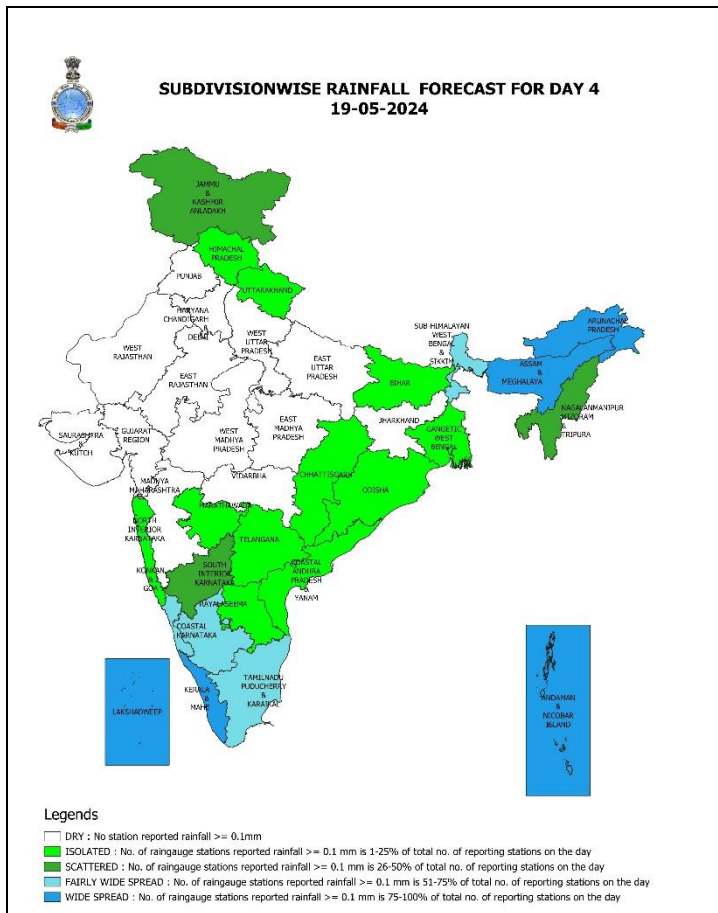 SUBDIVISIONWISE RAINFALL FORECAST FOR DAY 4
19-05-2024
JAMMU
&
KASHMIR
ANLADAKH
HIMACHAL
PRADESH
PUNJAB
UTTARAKHAND
HARYANA
CHANDIGARH
&
DELHI
WEST
RAJASTHAN
WEST
UTTAR
PRADESH
EAST
UTTAR
PRADESH
EAST
RAJASTHAN
SUB-HIMALAYAN
WEST
BENGAL
&
SIKKIM
ARUNACHAL
PRADESH
ASSAM
&
MEGHALAYA
NAGALANMANIPUR
MIZORAM
&
TRIPURA
BIHAR
JHARKHAND
GANGETIC
WEST
BENGAL
SAURASHTRA
&
KUTCH
GUJARAT
REGION
WEST
MADHYA
PRADESH
EAST
MADHYA
PRADESH
VIDARBHA
CHHATTISGARH
ODISHA
MADHYA
MAHARASHTRA
MARATHAWADA
NORTH
INTERIOR
KARNATAKA
TELANGANA
KONKAN
&
GOA
SOUTH
INTERIOR
KARNATAKA
COASTAL
ANDHRA
PRADESH
&
YANAM
RAYALASEEMA
COASTAL
KARNATAKA
TAMILNADU
PUDUCHERRY
&
KARAIKAL
KERALA
&
MAHE
LAKSHADWEEP
ANDAMAN
&
NICOBAR
ISLAND
Legends
DRY : No station reported rainfall >= 0.1mm
ISOLATED : No. of raingauge stations reported rainfall >= 0.1 mm is 1-25% of total no. of reporting stations on the day
SCATTERED : No. of raingauge stations reported rainfall >= 0.1 mm is 26-50% of total no. of reporting stations on the day
FAIRLY WIDE SPREAD : No. of raingauge stations reported rainfall >= 0.1 mm is 51-75% of total no. of reporting stations on the day
WIDE SPREAD : No. of raingauge stations reported rainfall >= 0.1 mm is 75-100% of total no. of reporting stations on the day